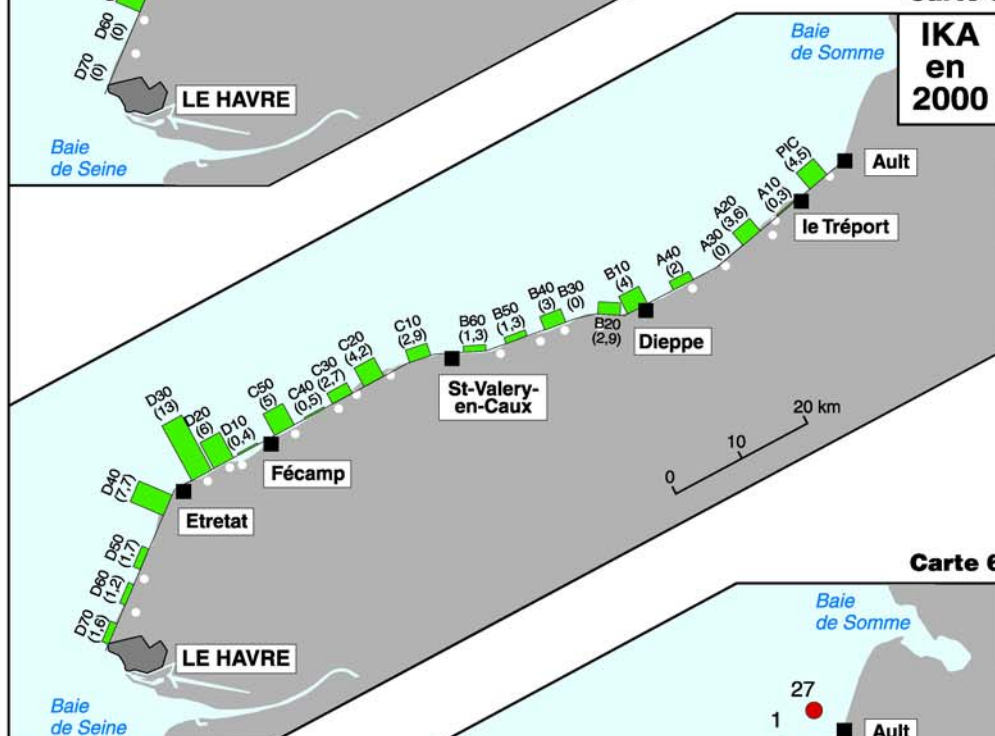 D60
(0)
D70
(0)
LE HAVRE
Baie
de Seine
Baie
de Somme
IKA
en
2000
PIC
(4,5)
Ault
A10
(0,3)
le Tréport
A20
(3,6)
A30
(0)
A40
(2)
B10
(4)
Dieppe
B20
(2,9)
B30
(0)
B40
(3)
B50
(1,3)
B60
(1,3)
St-Valery-
en-Caux
C10
(2,9)
C20
(4,2)
C30
(2,7)
C40
(0,5)
C50
(5)
Fécamp
D10
(0,4)
D20
(6)
D30
(13)
Etretat
D40
(7,7)
D50
(1,7)
D60
(1,2)
D70
(1,6)
LE HAVRE
Baie
de Seine
0
10
20 km
Carte 6
Baie
de Somme
27
1
Ault